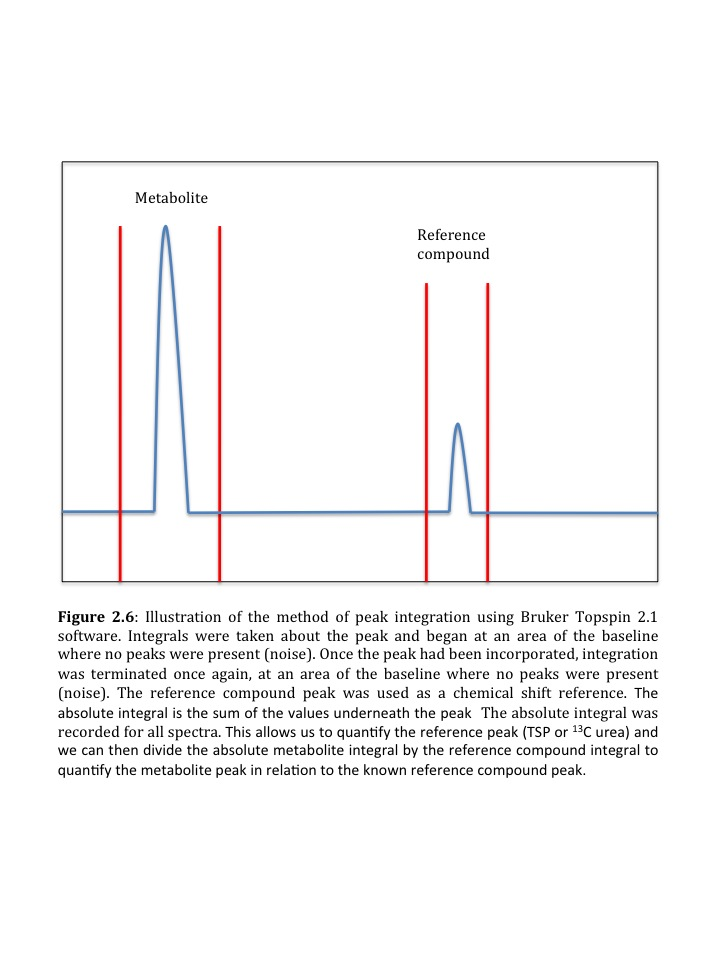 Metabolite
Reference
compound
Figure 2.6: Illustration of the method of peak integration using Bruker Topspin 2.1
software. Integrals were taken about the peak and began at an area of the baseline
where no peaks were present (noise). Once the peak had been incorporated, integration
was terminated once again, at an area of the baseline where no peaks were present
(noise). The reference compound peak was used as a chemical shift reference. The
absolute integral is the sum of the values underneath the peak  The absolute integral was
recorded for all spectra. This allows us to quantify the reference peak (TSP or ¹³C urea) and
we can then divide the absolute metabolite integral by the reference compound integral to
quantify the metabolite peak in relation to the known reference compound peak.